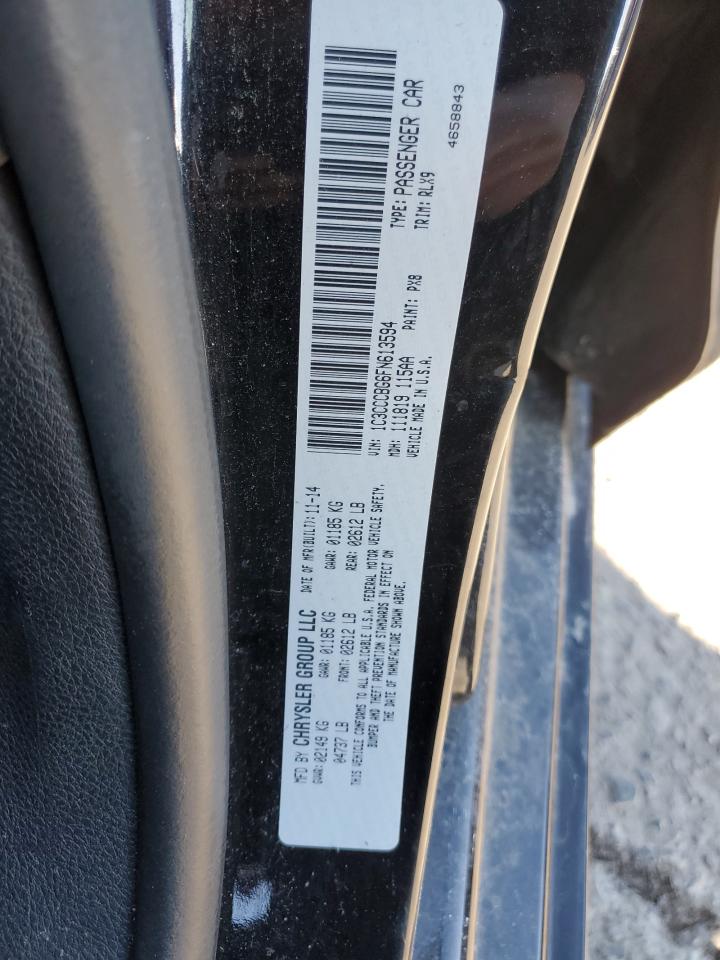 MFD BY CHRYSLER GROUP LLC DATE OF MFR(BUILT):11-14
GVWR:02149 KG GAWR: 01185 KG GAWR: 01185 KG
04737 LB FRONT: 02612 LB REAR: 02612 LB
THIS VEHICLE CONFORMS TO ALL APPLICABLE U.S.A. FEDERAL MOTOR VEHICLE SAFETY,
BUMPER AND THEFT PREVENTION STANDARDS IN EFFECT ON
THE DATE OF MANUFACTURE SHOWN ABOVE.
VIN: 1C3CCCBG6FN613594 TYPE: PASSENGER CAR
MDH: 111819 115AA PAINT: PX8 TRIM: RLX9
VEHICLE MADE IN U.S.A.
4658843